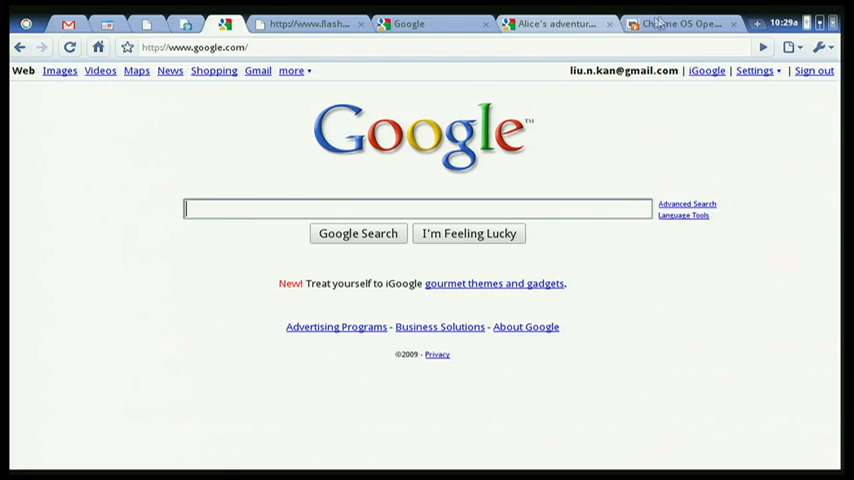 http://www.flash... Google Alice's adventur... Chrome OS Ope... 10:29a
http://www.google.com/
Web Images Videos Maps News Shopping Gmail more liu.n.kan@gmail.com | iGoogle | Settings | Sign out
Google™
Advanced Search
Language Tools
Google Search I'm Feeling Lucky
New! Treat yourself to iGoogle gourmet themes and gadgets.
Advertising Programs - Business Solutions - About Google
©2009 - Privacy